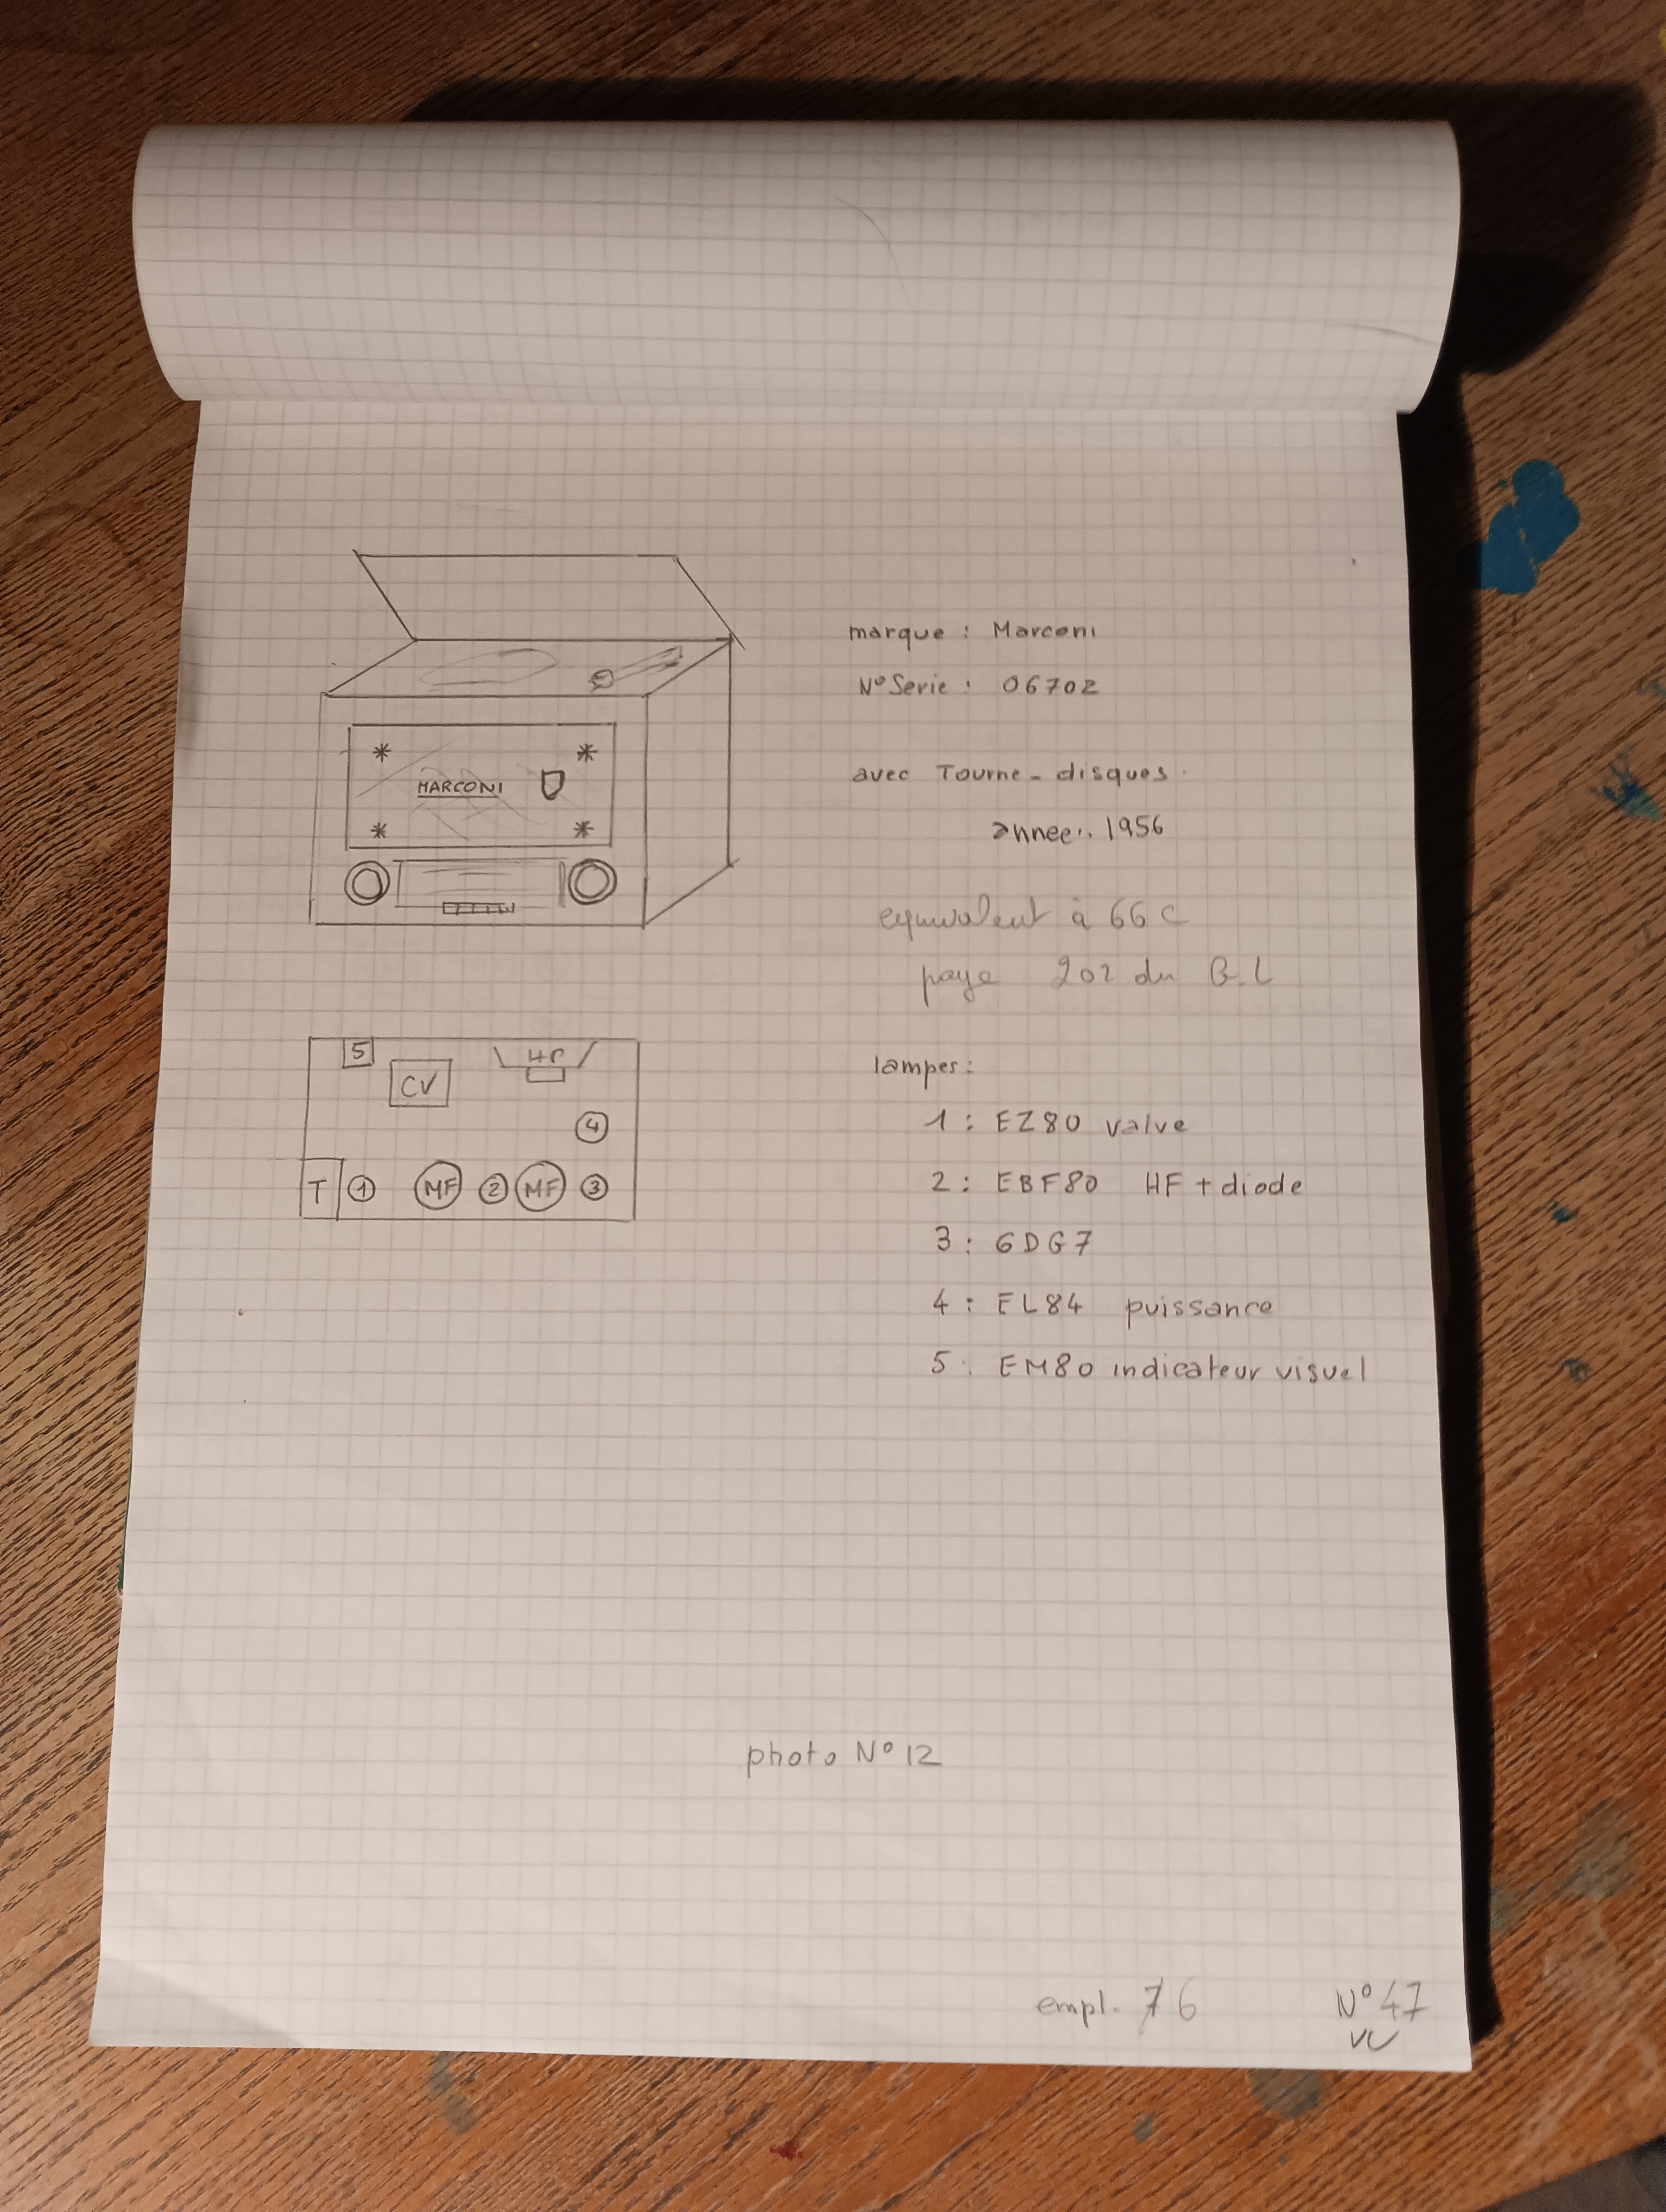 MARCONI
marque : Marconi
N° Serie : 06702
avec Tourne-disques.
année : 1956
equivalent à 66 C
page 202 du B.L
5
CV
HP
4
T 1 MF 2 MF 3
lampes :
1 : EZ80 valve
2 : EBF80 HF + diode
3 : 6DG7
4 : EL84 puissance
5 : EM80 indicateur visuel
photo N° 12
empl. 76
N° 47
VU